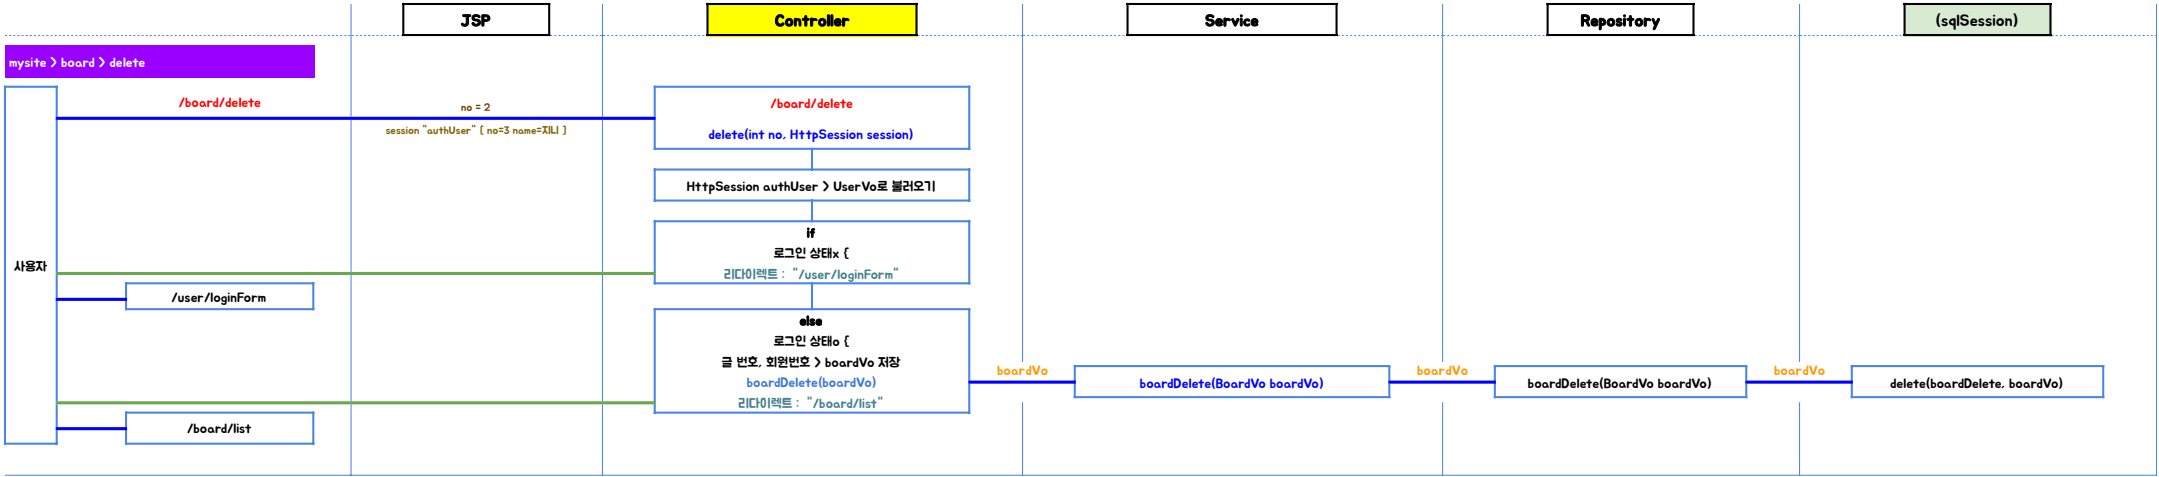 JSP
Controller
Service
Repository
(sqlSession)
mysite > board > delete
사용자
/board/delete
no = 2
session "authUser" [ no=3 name=지니 ]
/board/delete
delete(int no, HttpSession session)
HttpSession authUser > UserVo로 불러오기
if
로그인 상태x {
리다이렉트 : "/user/loginForm"
/user/loginForm
else
로그인 상태o {
글 번호, 회원번호 > boardVo 저장
boardDelete(boardVo)
리다이렉트 : "/board/list"
boardVo
boardDelete(BoardVo boardVo)
boardVo
boardDelete(BoardVo boardVo)
boardVo
delete(boardDelete, boardVo)
/board/list